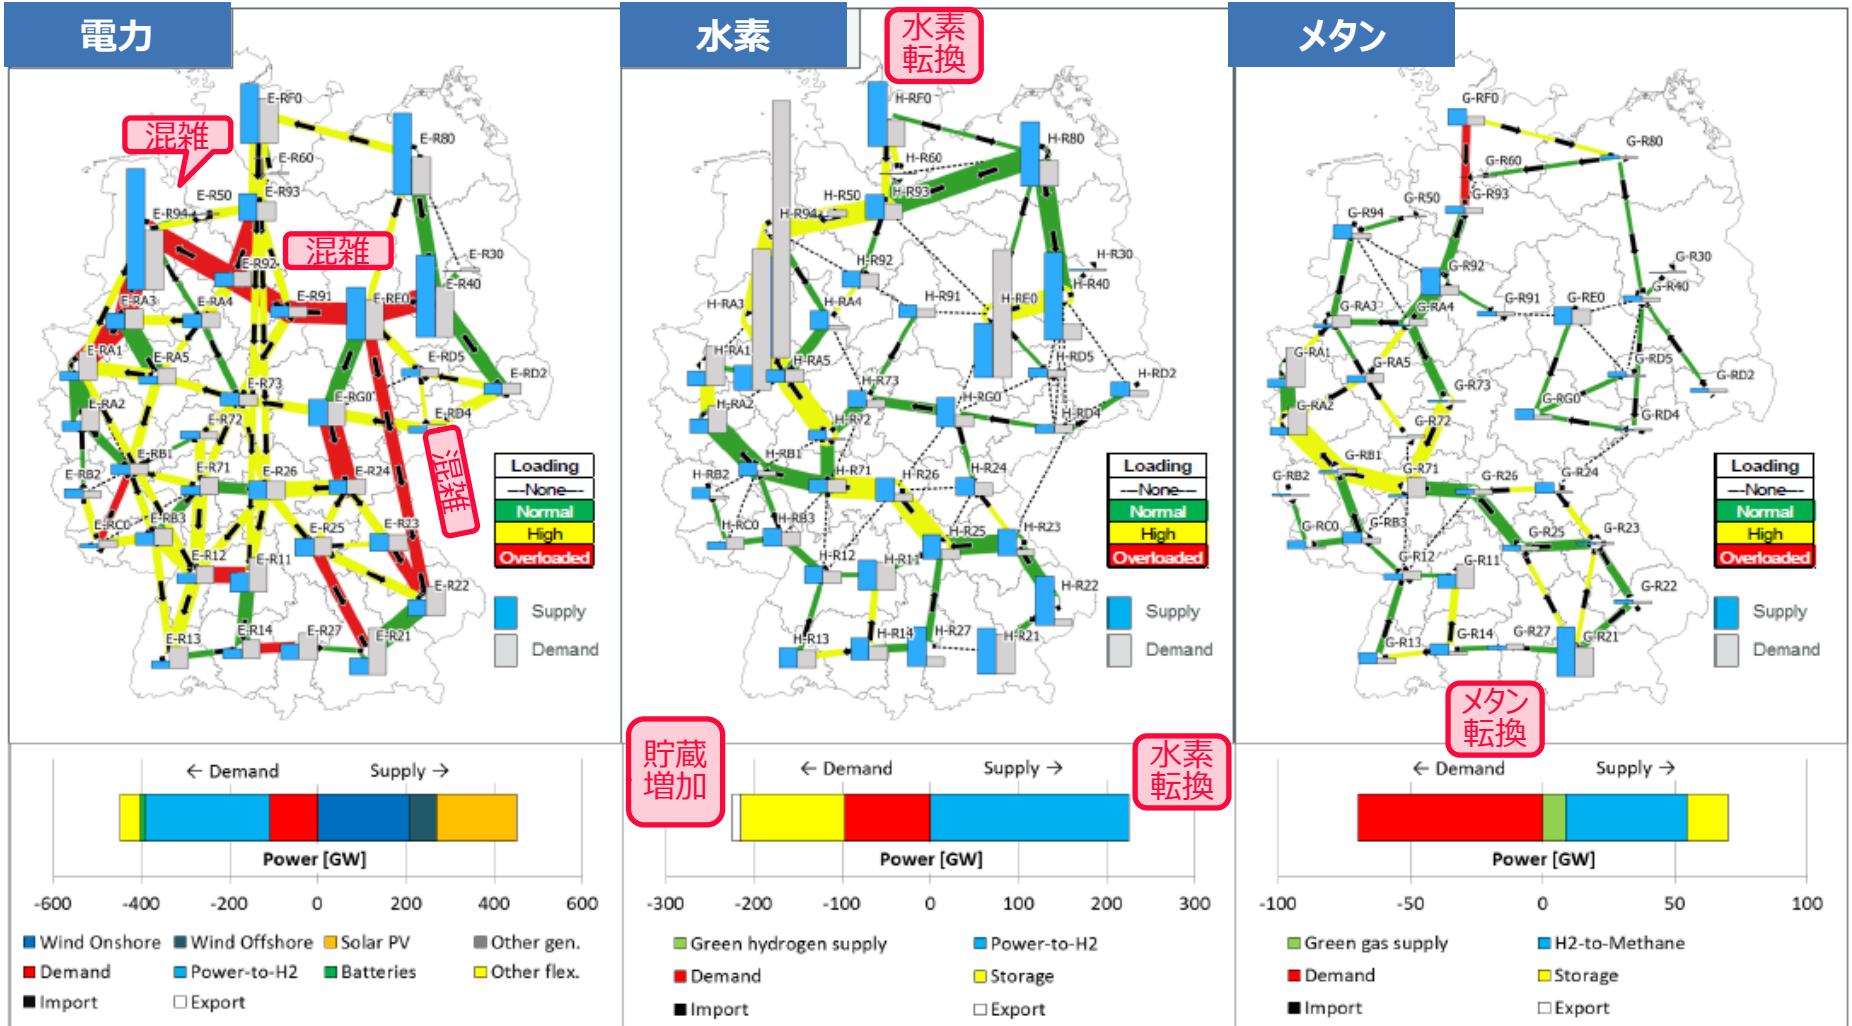 電力
混雑
混雑
混雑
E-RF0
E-R80
E-R60
E-R50
E-R93
E-R94
E-R92
E-R30
E-R40
E-RA3
E-RA4
E-R91
E-RE0
E-RA1
E-RA5
E-RD5
E-RD2
E-R73
E-RG0
E-RA2
E-R72
E-RD4
E-RB1
E-RB2
E-R71
E-R26
E-R24
E-RC0
E-RB3
E-R25
E-R23
E-R12
E-R11
E-R22
E-R13
E-R14
E-R27
E-R21
Loading
---None---
Normal
High
Overloaded
Supply
Demand
← Demand
Supply →
Power [GW]
-600
-400
-200
0
200
400
600
Wind Onshore
Wind Offshore
Solar PV
Other gen.
Demand
Power-to-H2
Batteries
Other flex.
Import
Export
水素
水素
転換
H-RF0
H-R80
H-R60
H-R50
H-R93
H-R94
H-R92
H-R30
H-R40
H-RA3
H-RA4
H-R91
H-RE0
H-RA1
H-RA5
H-RD5
H-RD2
H-R73
H-RG0
H-RA2
H-R72
H-RD4
H-RB1
H-RB2
H-R71
H-R26
H-R24
H-RC0
H-RB3
H-R25
H-R23
H-R12
H-R11
H-R22
H-R13
H-R14
H-R27
H-R21
Loading
---None---
Normal
High
Overloaded
Supply
Demand
貯蔵
増加
水素
転換
← Demand
Supply →
Power [GW]
-300
-200
-100
0
100
200
300
Green hydrogen supply
Power-to-H2
Demand
Storage
Import
Export
メタン
G-RF0
G-R80
G-R60
G-R50
G-R93
G-R94
G-R92
G-R30
G-R40
G-RA3
G-RA4
G-R91
G-RE0
G-RA1
G-RA5
G-RD5
G-RD2
G-R73
G-RG0
G-RA2
G-R72
G-RD4
G-RB1
G-RB2
G-R71
G-R26
G-R24
G-RC0
G-RB3
G-R25
G-R23
G-R12
G-R11
G-R22
G-R13
G-R14
G-R27
G-R21
Loading
---None---
Normal
High
Overloaded
Supply
Demand
メタン
転換
← Demand
Supply →
Power [GW]
-100
-50
0
50
100
Green gas supply
H2-to-Methane
Demand
Storage
Import
Export